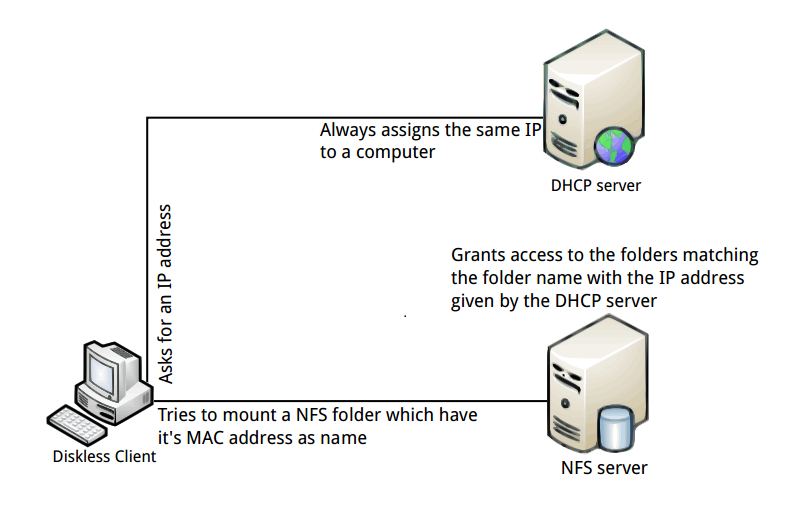 Always assigns the same IP
to a computer
DHCP server
Asks for an IP address
Grants access to the folders matching
the folder name with the IP address
given by the DHCP server
Tries to mount a NFS folder which have
it's MAC address as name
Diskless Client
NFS server